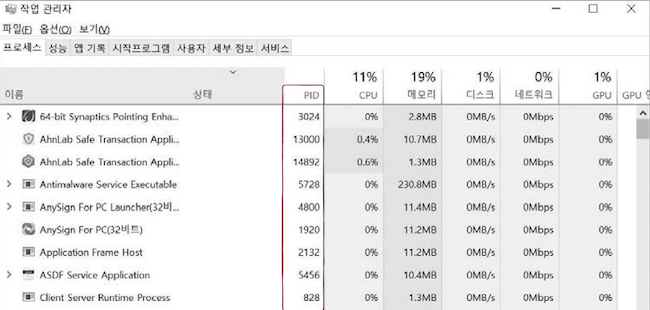 작업 관리자
파일(F) 옵션(O) 보기(V)
프로세스 성능 앱 기록 시작프로그램 사용자 세부 정보 서비스
11% 19% 1% 0% 1%
이름 상태 PID CPU 메모리 디스크 네트워크 GPU GPU
64-bit Synaptics Pointing Enha... 3024 0% 2.8MB 0MB/s 0Mbps 0%
AhnLab Safe Transaction Appli... 13000 0.4% 10.7MB 0MB/s 0Mbps 0%
AhnLab Safe Transaction Appli... 14892 0.6% 1.3MB 0MB/s 0Mbps 0%
Antimalware Service Executable 5728 0% 230.8MB 0MB/s 0Mbps 0%
AnySign For PC Launcher(32비... 4800 0% 11.4MB 0MB/s 0Mbps 0%
AnySign For PC(32비트) 1920 0% 11.2MB 0MB/s 0Mbps 0%
Application Frame Host 2132 0% 11.2MB 0MB/s 0Mbps 0%
ASDF Service Application 5456 0% 10.4MB 0MB/s 0Mbps 0%
Client Server Runtime Process 828 0% 1.3MB 0MB/s 0Mbps 0%